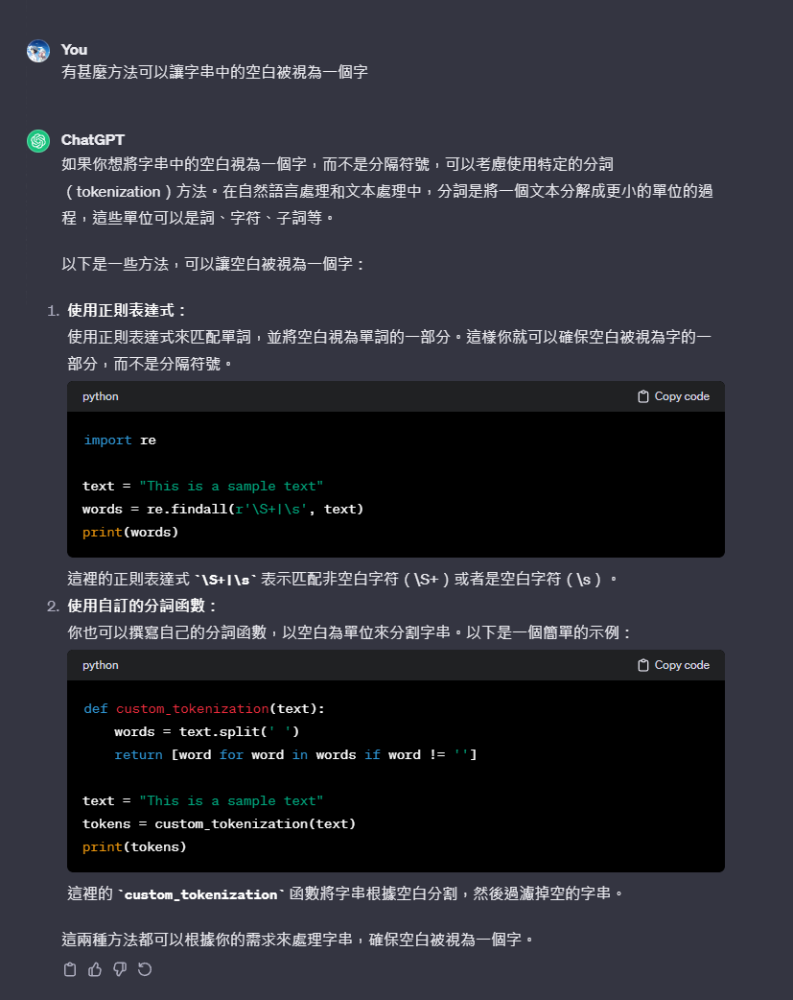 You
有甚麼方法可以讓字串中的空白被視為一個字
ChatGPT
如果你想將字串中的空白視為一個字，而不是分隔符號，可以考慮使用特定的分詞
（tokenization）方法。在自然語言處理和文本處理中，分詞是將一個文本分解成更小的單位的過
程，這些單位可以是詞、字符、子詞等。
以下是一些方法，可以讓空白被視為一個字：
1. 使用正則表達式：
使用正則表達式來匹配單詞，並將空白視為單詞的一部分。這樣你就可以確保空白被視為字的一
部分，而不是分隔符號。
python Copy code
import re
text = "This is a sample text"
words = re.findall(r'\S+|\s', text)
print(words)
這裡的正則表達式 `\S+|\s` 表示匹配非空白字符（\S+）或者是空白字符（\s）。
2. 使用自訂的分詞函數：
你也可以撰寫自己的分詞函數，以空白為單位來分割字串。以下是一個簡單的示例：
python Copy code
def custom_tokenization(text):
    words = text.split(' ')
    return [word for word in words if word != '']
text = "This is a sample text"
tokens = custom_tokenization(text)
print(tokens)
這裡的 `custom_tokenization` 函數將字串根據空白分割，然後過濾掉空的字串。
這兩種方法都可以根據你的需求來處理字串，確保空白被視為一個字。